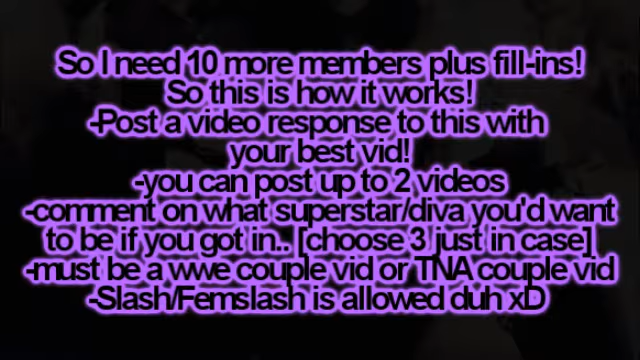 So I need 10 more members plus fill-ins!
So this is how it works!
-Post a video response to this with
your best vid!
-you can post up to 2 videos
-comment on what superstar/diva you'd want
to be if you got in.. [choose 3 just in case]
-must be a wwe couple vid or TNA couple vid
-Slash/Femslash is allowed duh xD